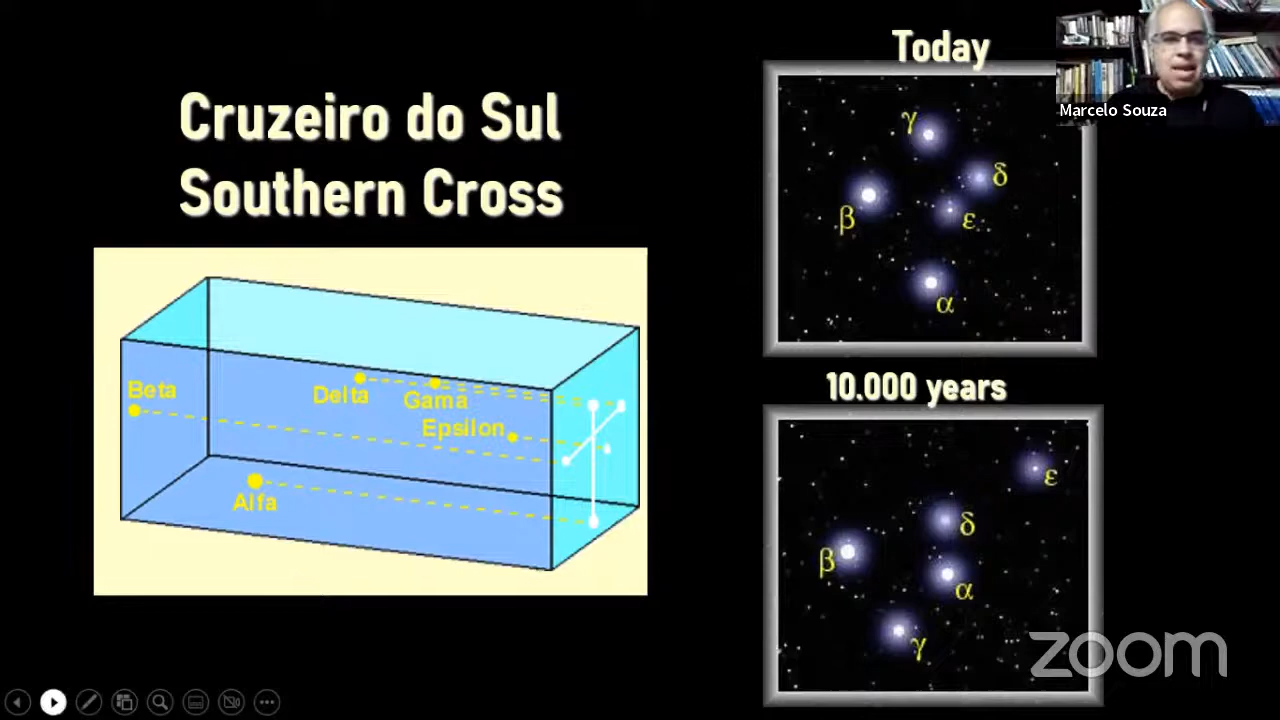 Cruzeiro do Sul
Southern Cross
Beta
Delta
Gama
Epsilon
Alfa
Today
γ
δ
β
ε
α
Marcelo Souza
10.000 years
ε
δ
β
α
γ
zoom